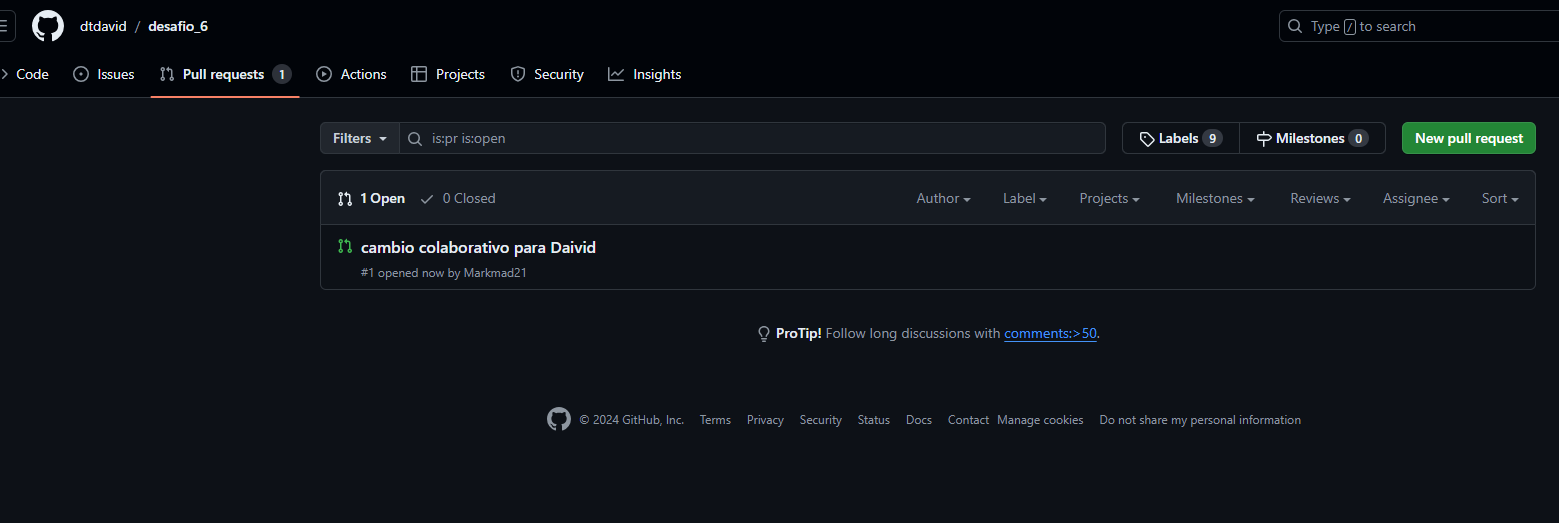 dtdavid / desafio_6
Type / to search
Code Issues Pull requests 1 Actions Projects Security Insights
Filters is:pr is:open Labels 9 Milestones 0 New pull request
1 Open 0 Closed Author Label Projects Milestones Reviews Assignee Sort
cambio colaborativo para Daivid
#1 opened now by Markmad21
ProTip! Follow long discussions with comments:>50.
© 2024 GitHub, Inc. Terms Privacy Security Status Docs Contact Manage cookies Do not share my personal information